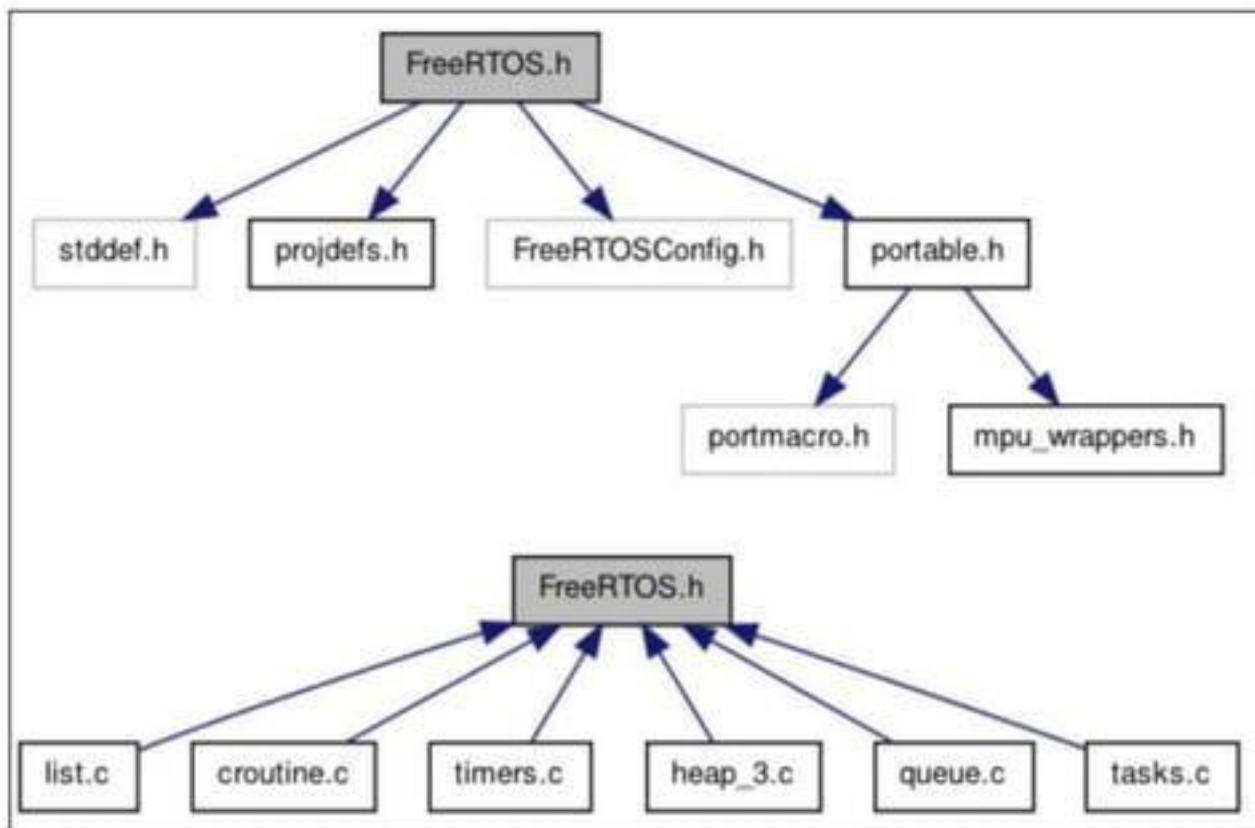 FreeRTOS.h
stddef.h
projdefs.h
FreeRTOSConfig.h
portable.h
portmacro.h
mpu_wrappers.h
FreeRTOS.h
list.c
croutine.c
timers.c
heap_3.c
queue.c
tasks.c